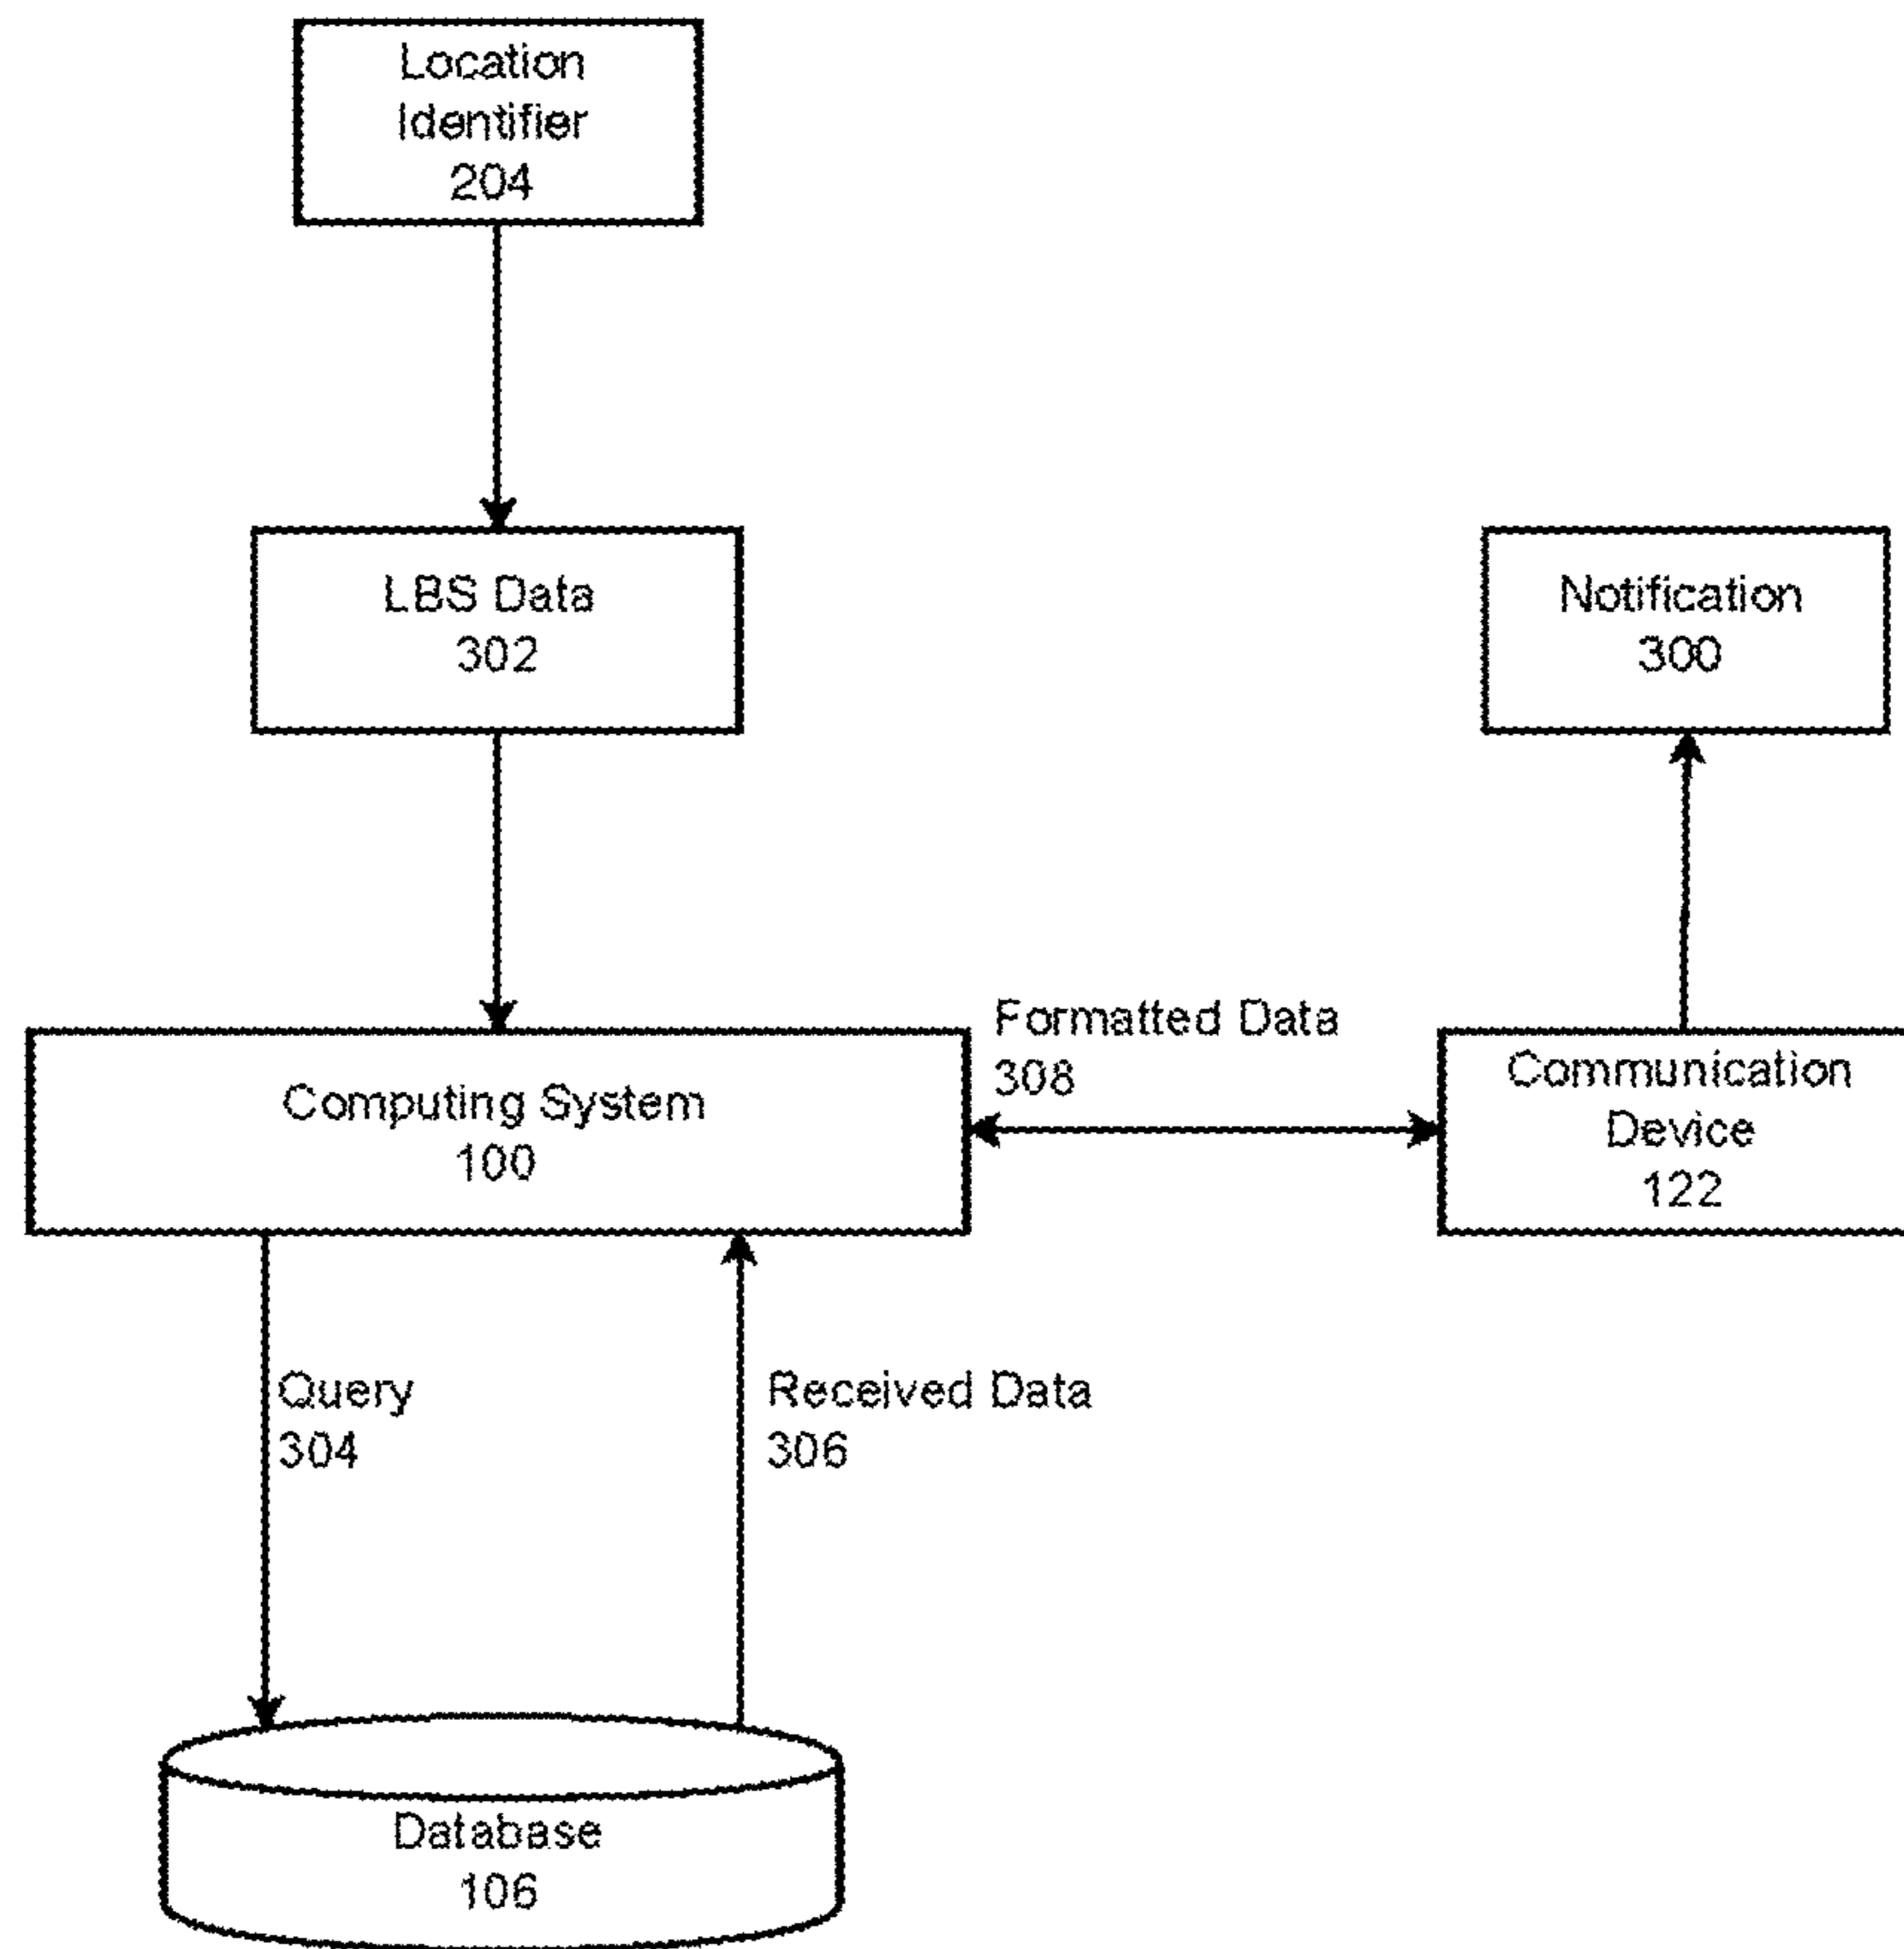 Location
Identifier
204
LBS Data
302
Notification
300
Formatted Data
308
Computing System
100
Communication
Device
122
Query
304
Received Data
306
Database
106